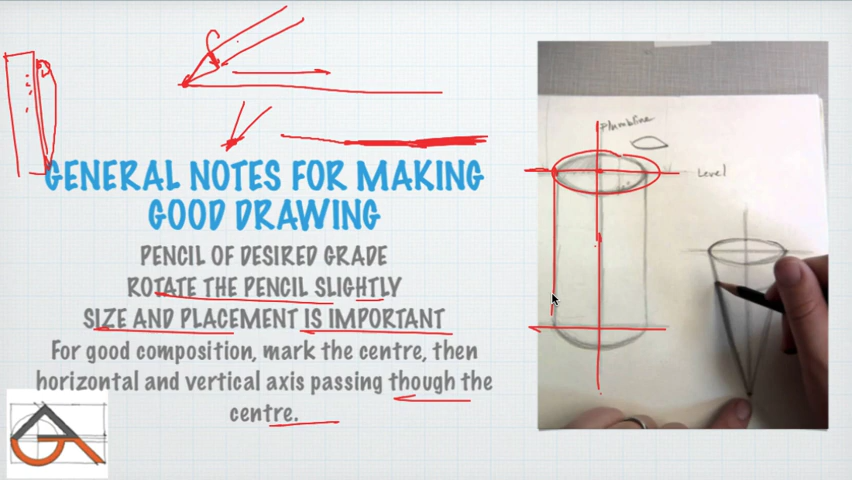 Plumbline
Level
GENERAL NOTES FOR MAKING
GOOD DRAWING
PENCIL OF DESIRED GRADE
ROTATE THE PENCIL SLIGHTLY
SIZE AND PLACEMENT IS IMPORTANT
For good composition, mark the centre, then
horizontal and vertical axis passing though the
centre.